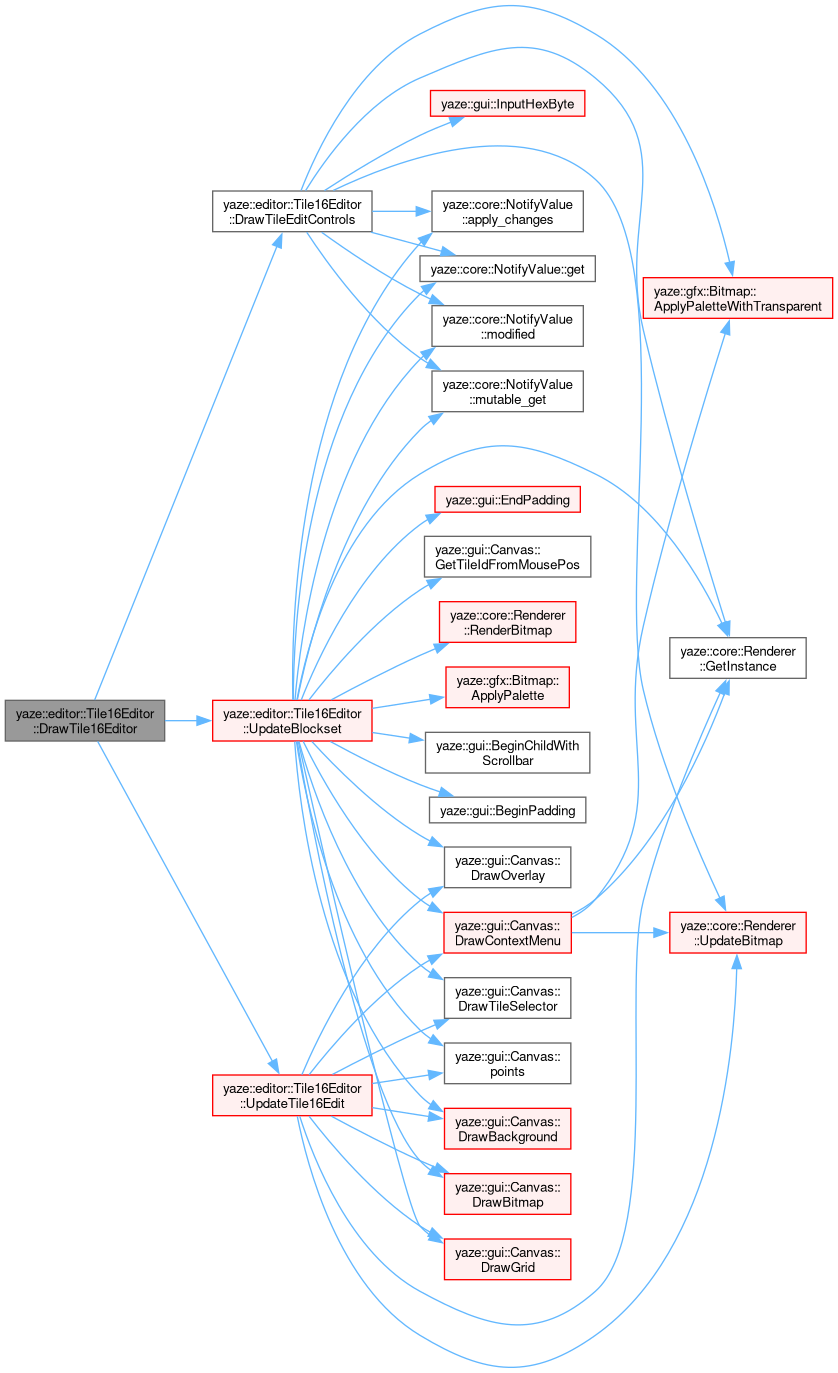 yaze::gui::InputHexByte
yaze::editor::Tile16Editor
::DrawTileEditControls
yaze::core::NotifyValue
::apply_changes
yaze::core::NotifyValue::get
yaze::gfx::Bitmap::
ApplyPaletteWithTransparent
yaze::core::NotifyValue
::modified
yaze::core::NotifyValue
::mutable_get
yaze::gui::EndPadding
yaze::gui::Canvas::
GetTileIdFromMousePos
yaze::core::Renderer
::RenderBitmap
yaze::core::Renderer
::GetInstance
yaze::gfx::Bitmap::
ApplyPalette
yaze::editor::Tile16Editor
::DrawTile16Editor
yaze::editor::Tile16Editor
::UpdateBlockset
yaze::gui::BeginChildWith
Scrollbar
yaze::gui::BeginPadding
yaze::gui::Canvas::
DrawOverlay
yaze::gui::Canvas::
DrawContextMenu
yaze::core::Renderer
::UpdateBitmap
yaze::gui::Canvas::
DrawTileSelector
yaze::gui::Canvas::
points
yaze::editor::Tile16Editor
::UpdateTile16Edit
yaze::gui::Canvas::
DrawBackground
yaze::gui::Canvas::
DrawBitmap
yaze::gui::Canvas::
DrawGrid